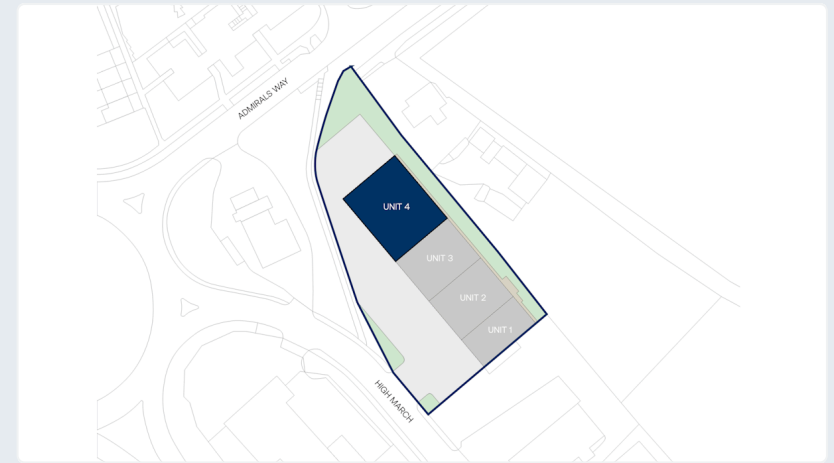 ADMIRALS WAY
UNIT 4
UNIT 3
UNIT 2
UNIT 1
HIGH MARCH